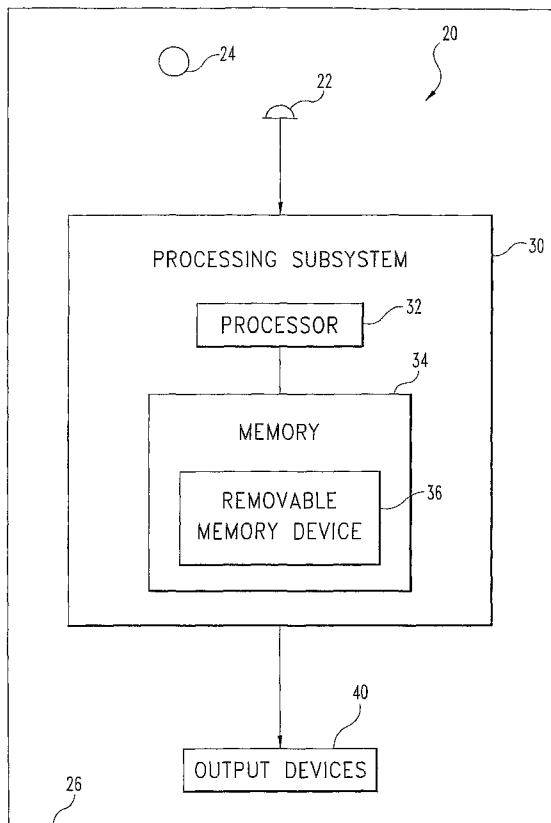 24
20
22
30
PROCESSING SUBSYSTEM
32
PROCESSOR
34
MEMORY
36
REMOVABLE
MEMORY DEVICE
40
OUTPUT DEVICES
26